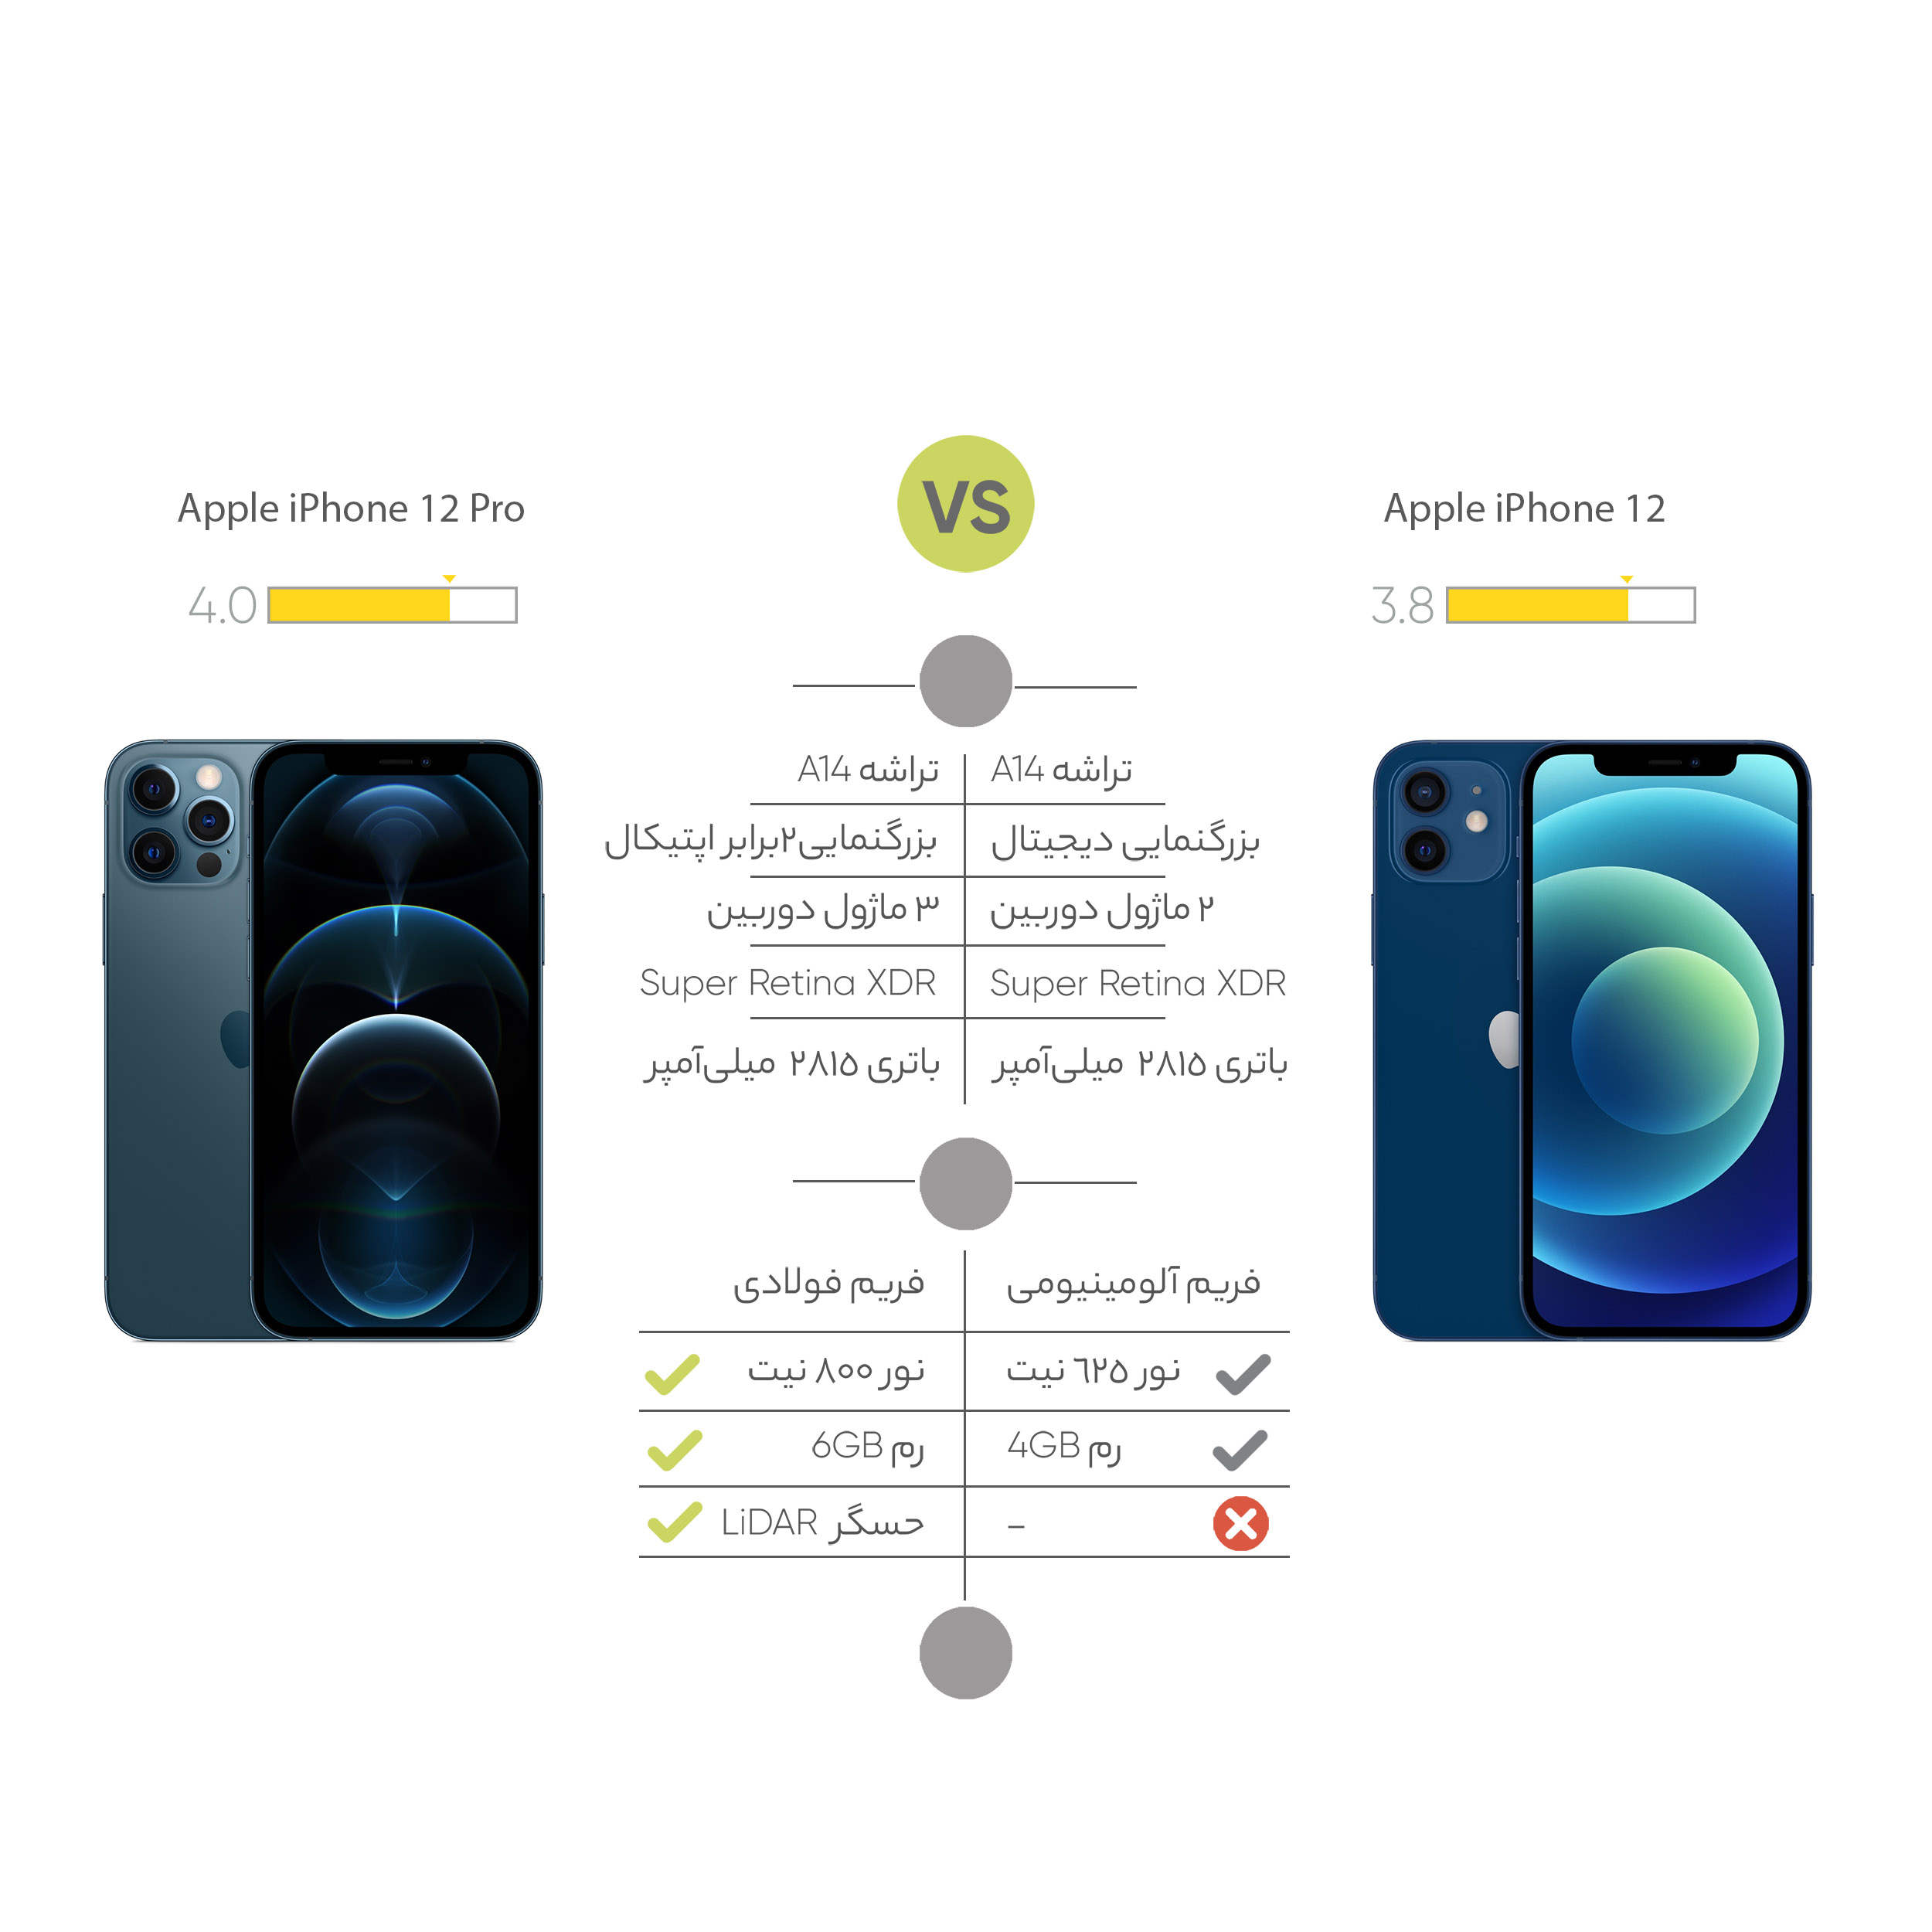 VS
Apple iPhone 12 Pro
Apple iPhone 12
4.0
3.8
تراشه A14
تراشه A14
بزرگنمایی دیجیتال
بزرگنمایی۲برابر اپتیکال
۲ ماژول دوربین
۳ ماژول دوربین
Super Retina XDR
Super Retina XDR
باتری ۲۸۱۵ میلی‌آمپر
باتری ۲۸۱۵ میلی‌آمپر
فریم آلومینیومی
فریم فولادی
نور ۶۲۵ نیت
نور ۸۰۰ نیت
رم 4GB
رم 6GB
-
حسگر LiDAR